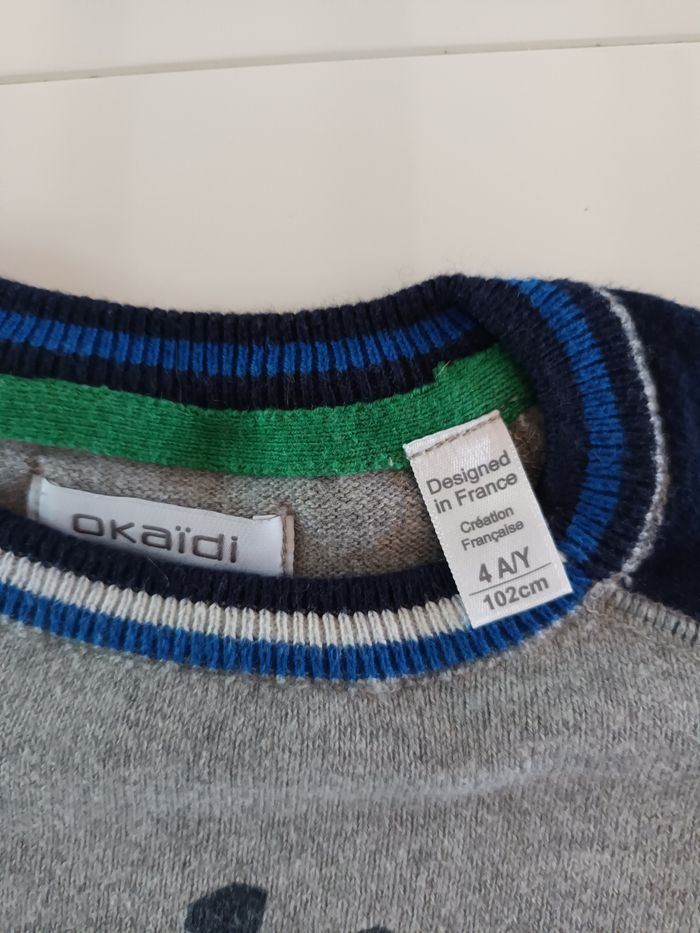 okaïdi
Designed
in France
Création
Française
4 A/Y
102cm